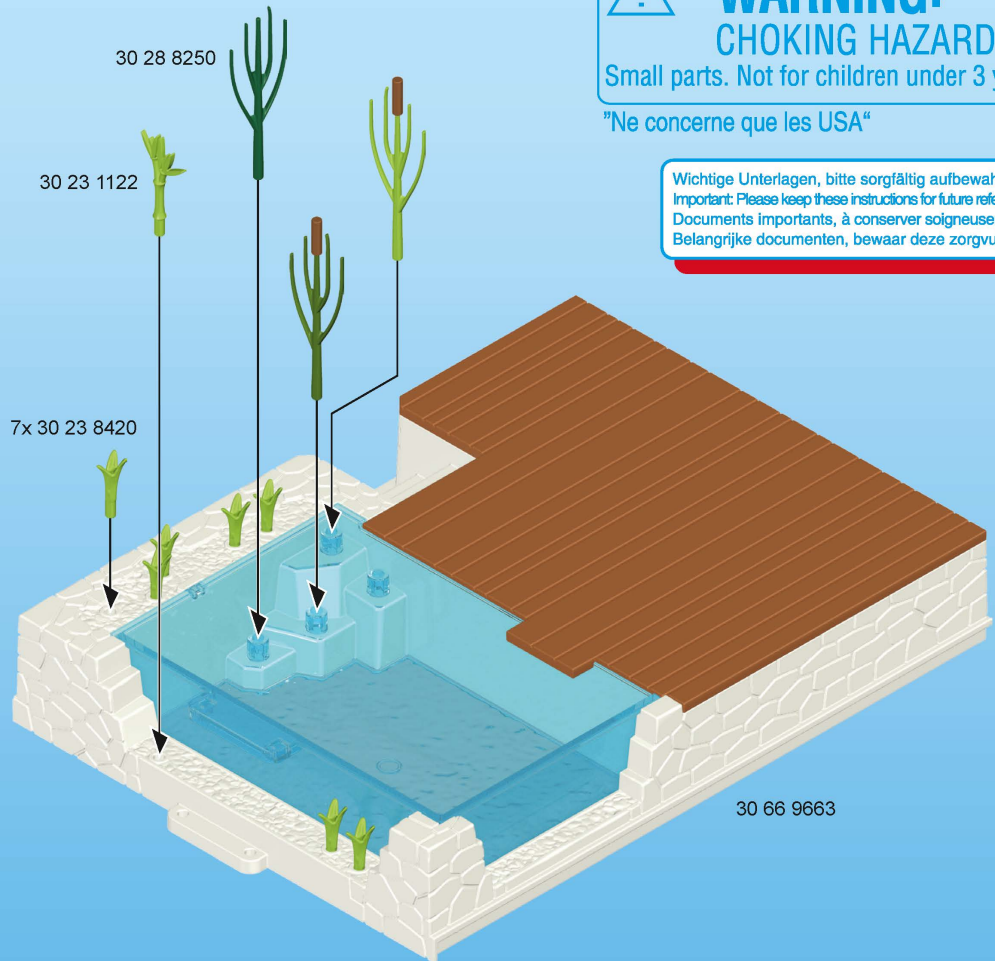 WARNING:
CHOKING HAZARD
Small parts. Not for children under 3
"Ne concerne que les USA“
Wichtige Unterlagen, bitte sorgfältig
Important: Please keep these instructions for future
Documents importants, à conserver
Belangrijke documenten, bewaar deze
30 28 8250
30 23 1122
7x 30 23 8420
30 66 9663